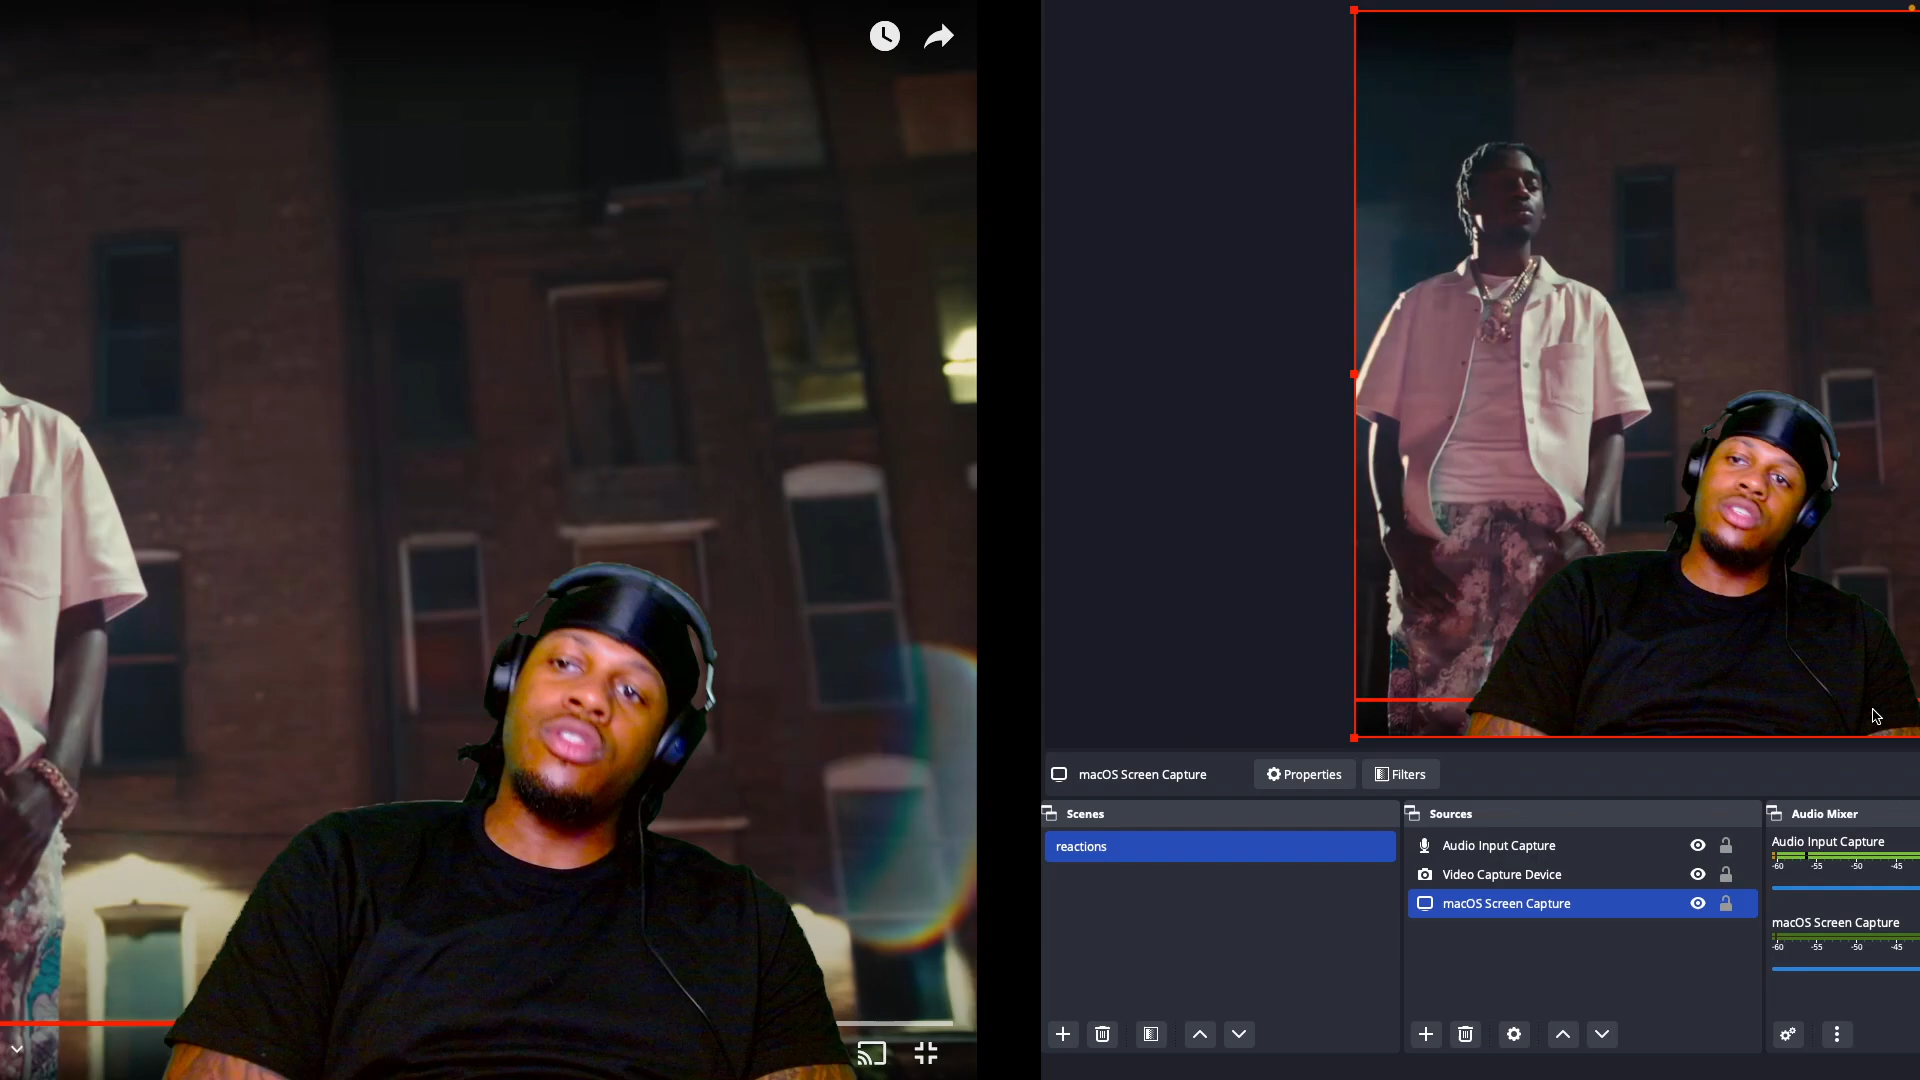 macOS Screen Capture
Properties
Filters
Scenes
reactions
Sources
Audio Input Capture
Video Capture Device
macOS Screen Capture
Audio Mixer
Audio Input Capture
-60 -55 -50 -45
macOS Screen Capture
-60 -55 -50 -45